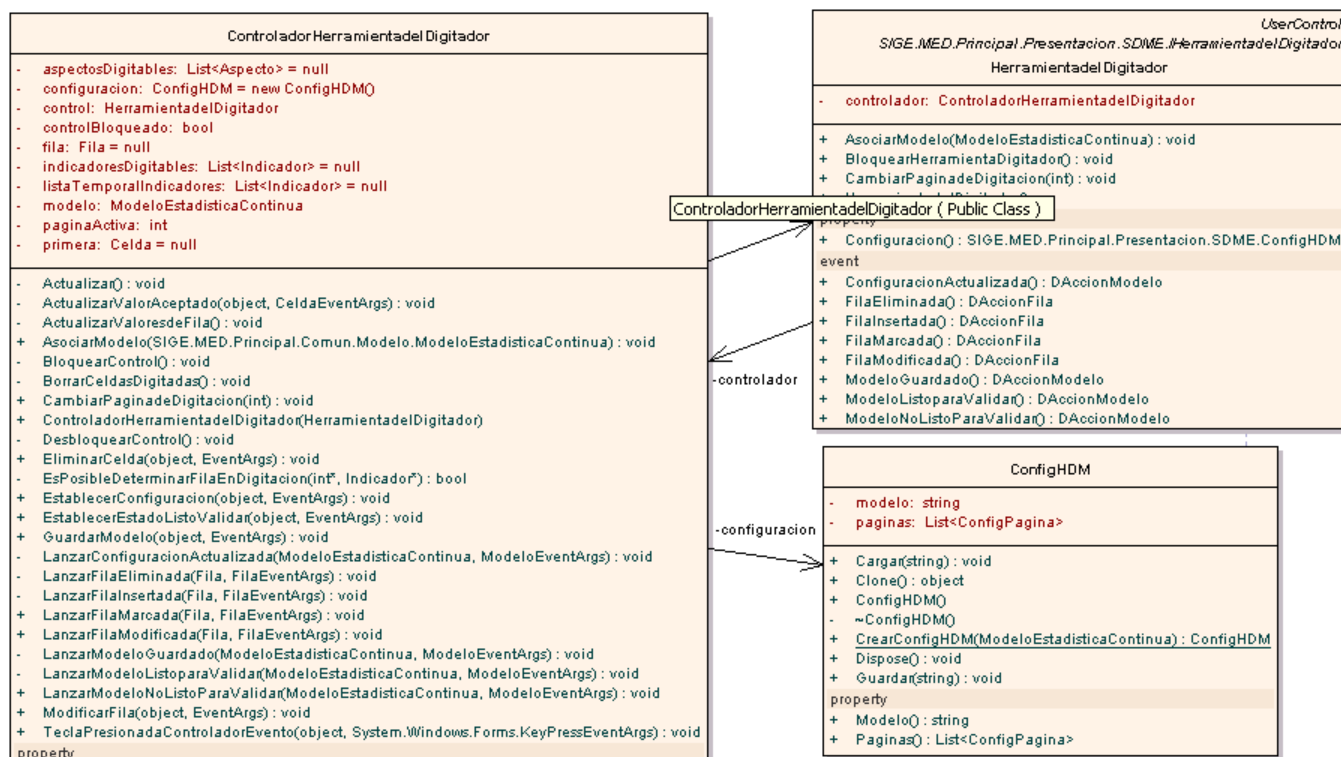 ControladorHerramientadelDigitador
- aspectosDigitables: List<Aspecto> = null
- configuracion: ConfigHDM = new ConfigHDM()
- control: HerramientadelDigitador
- controlBloqueado: bool
- fila: Fila = null
- indicadoresDigitables: List<Indicador> = null
- listaTemporalIndicadores: List<Indicador> = null
- modelo: ModeloEstadisticaContinua
- paginaActiva: int
- primera: Celda = null
- Actualizar() : void
- ActualizarValorAceptado(object, CeldaEventArgs) : void
- ActualizarValoresdeFila() : void
+ AsociarModelo(SIGE.MED.Principal.Comun.Modelo.ModeloEstadisticaContinua) : void
- BloquearControl() : void
- BorrarCeldasDigitadas() : void
+ CambiarPaginadeDigitacion(int) : void
+ ControladorHerramientadelDigitador(HerramientadelDigitador)
- DesbloquearControl() : void
+ EliminarCelda(object, EventArgs) : void
- EsPosibleDeterminarFilaEnDigitacion(int*, Indicador*) : bool
+ EstablecerConfiguracion(object, EventArgs) : void
+ EstablecerEstadoListoValidar(object, EventArgs) : void
+ GuardarModelo(object, EventArgs) : void
- LanzarConfiguracionActualizada(ModeloEstadisticaContinua, ModeloEventArgs) : void
- LanzarFilaEliminada(Fila, FilaEventArgs) : void
- LanzarFilaInsertada(Fila, FilaEventArgs) : void
+ LanzarFilaMarcada(Fila, FilaEventArgs) : void
+ LanzarFilaModificada(Fila, FilaEventArgs) : void
- LanzarModeloGuardado(ModeloEstadisticaContinua, ModeloEventArgs) : void
- LanzarModeloListoparaValidar(ModeloEstadisticaContinua, ModeloEventArgs) : void
+ LanzarModeloNoListoParaValidar(ModeloEstadisticaContinua, ModeloEventArgs) : void
+ ModificarFila(object, EventArgs) : void
+ TeclaPresionadaControladorEvento(object, System.Windows.Forms.KeyPressEventArgs) : void
property
UserControl
SIGE.MED.Principal.Presentacion.SDME.IHerramientadelDigitador
HerramientadelDigitador
- controlador: ControladorHerramientadelDigitador
+ AsociarModelo(ModeloEstadisticaContinua) : void
+ BloquearHerramientaDigitador() : void
+ CambiarPaginadeDigitacion(int) : void
ControladorHerramientadelDigitador ( Public Class )
property
+ Configuracion() : SIGE.MED.Principal.Presentacion.SDME.ConfigHDM
event
+ ConfiguracionActualizada() : DAccionModelo
+ FilaEliminada() : DAccionFila
+ FilaInsertada() : DAccionFila
+ FilaMarcada() : DAccionFila
+ FilaModificada() : DAccionFila
+ ModeloGuardado() : DAccionModelo
+ ModeloListoparaValidar() : DAccionModelo
+ ModeloNoListoParaValidar() : DAccionModelo
-controlador
-configuracion
ConfigHDM
- modelo: string
- paginas: List<ConfigPagina>
+ Cargar(string) : void
+ Clone() : object
+ ConfigHDM()
- ~ConfigHDM()
+ CrearConfigHDM(ModeloEstadisticaContinua) : ConfigHDM
+ Dispose() : void
+ Guardar(string) : void
property
+ Modelo() : string
+ Paginas() : List<ConfigPagina>